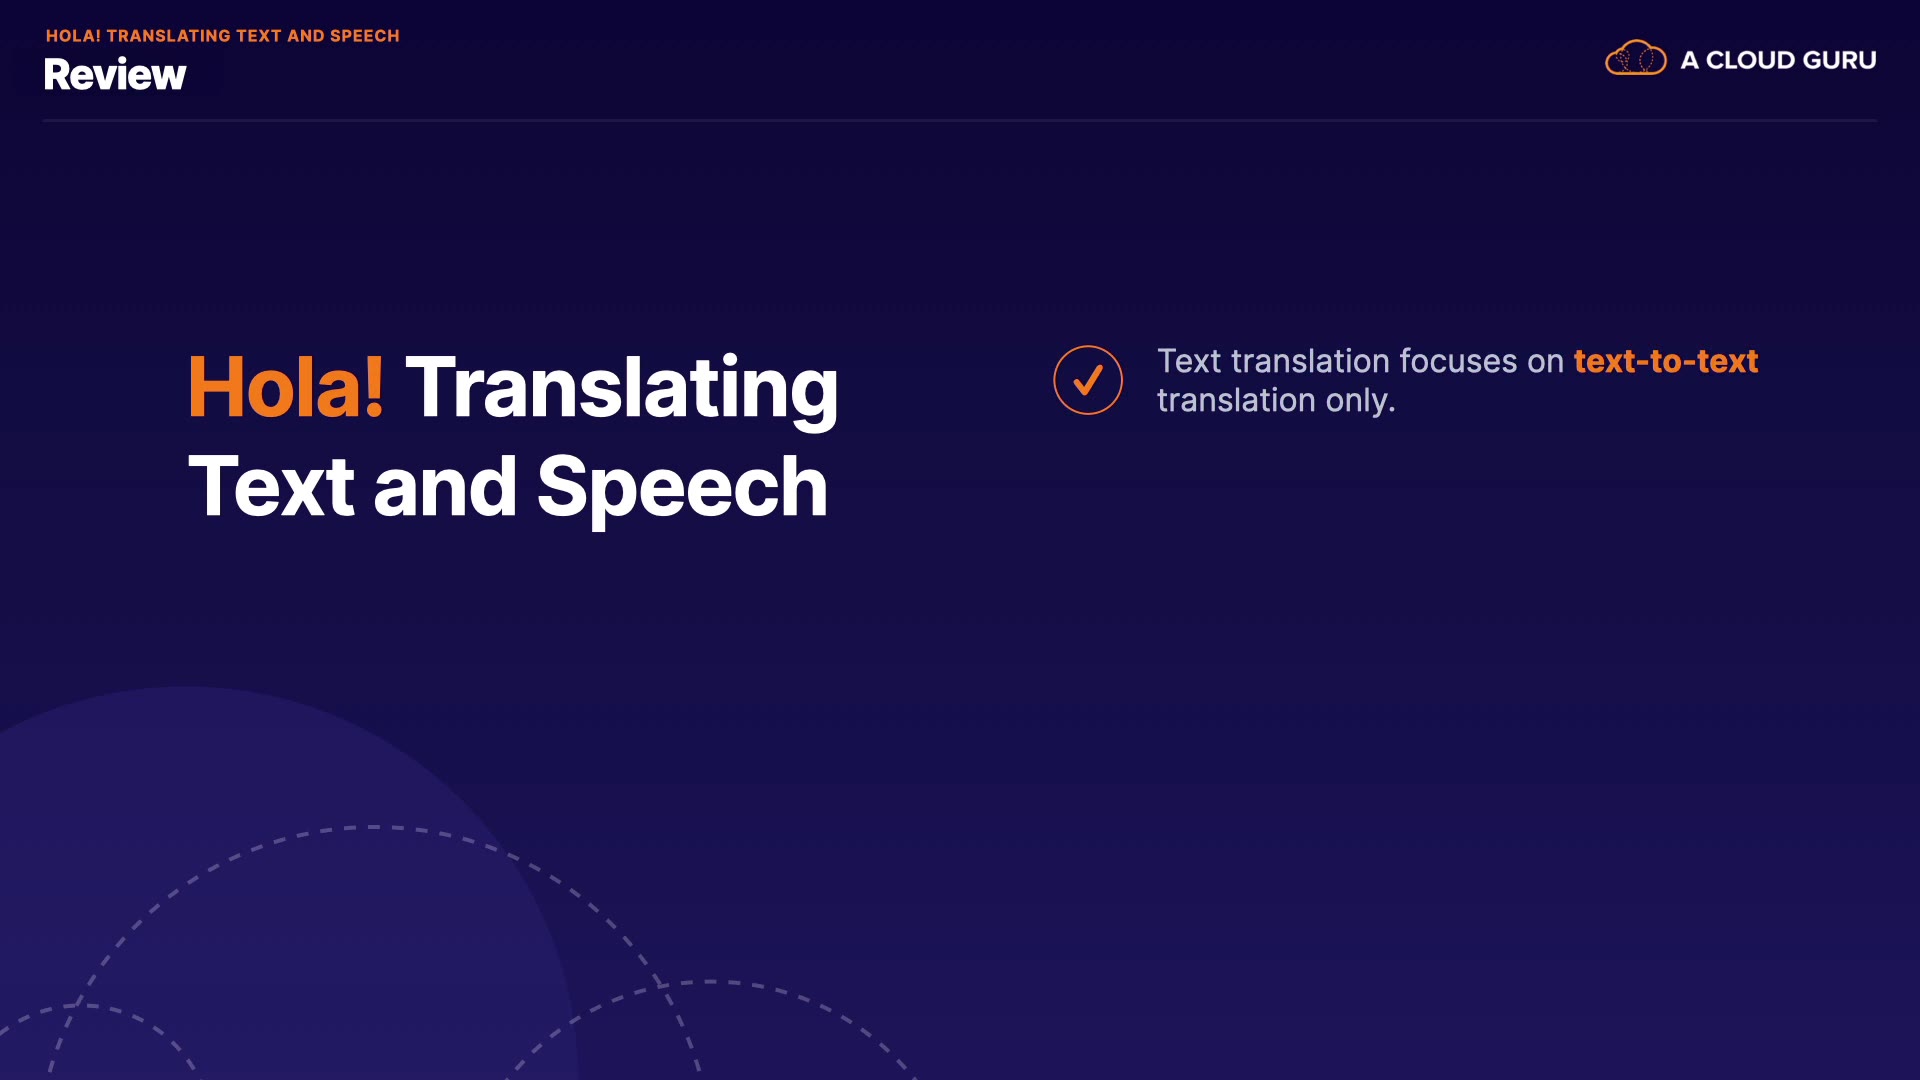 HOLA! TRANSLATING TEXT AND SPEECH
Review
A CLOUD GURU
Hola! Translating
Text and Speech
Text translation focuses on text-to-text
translation only.